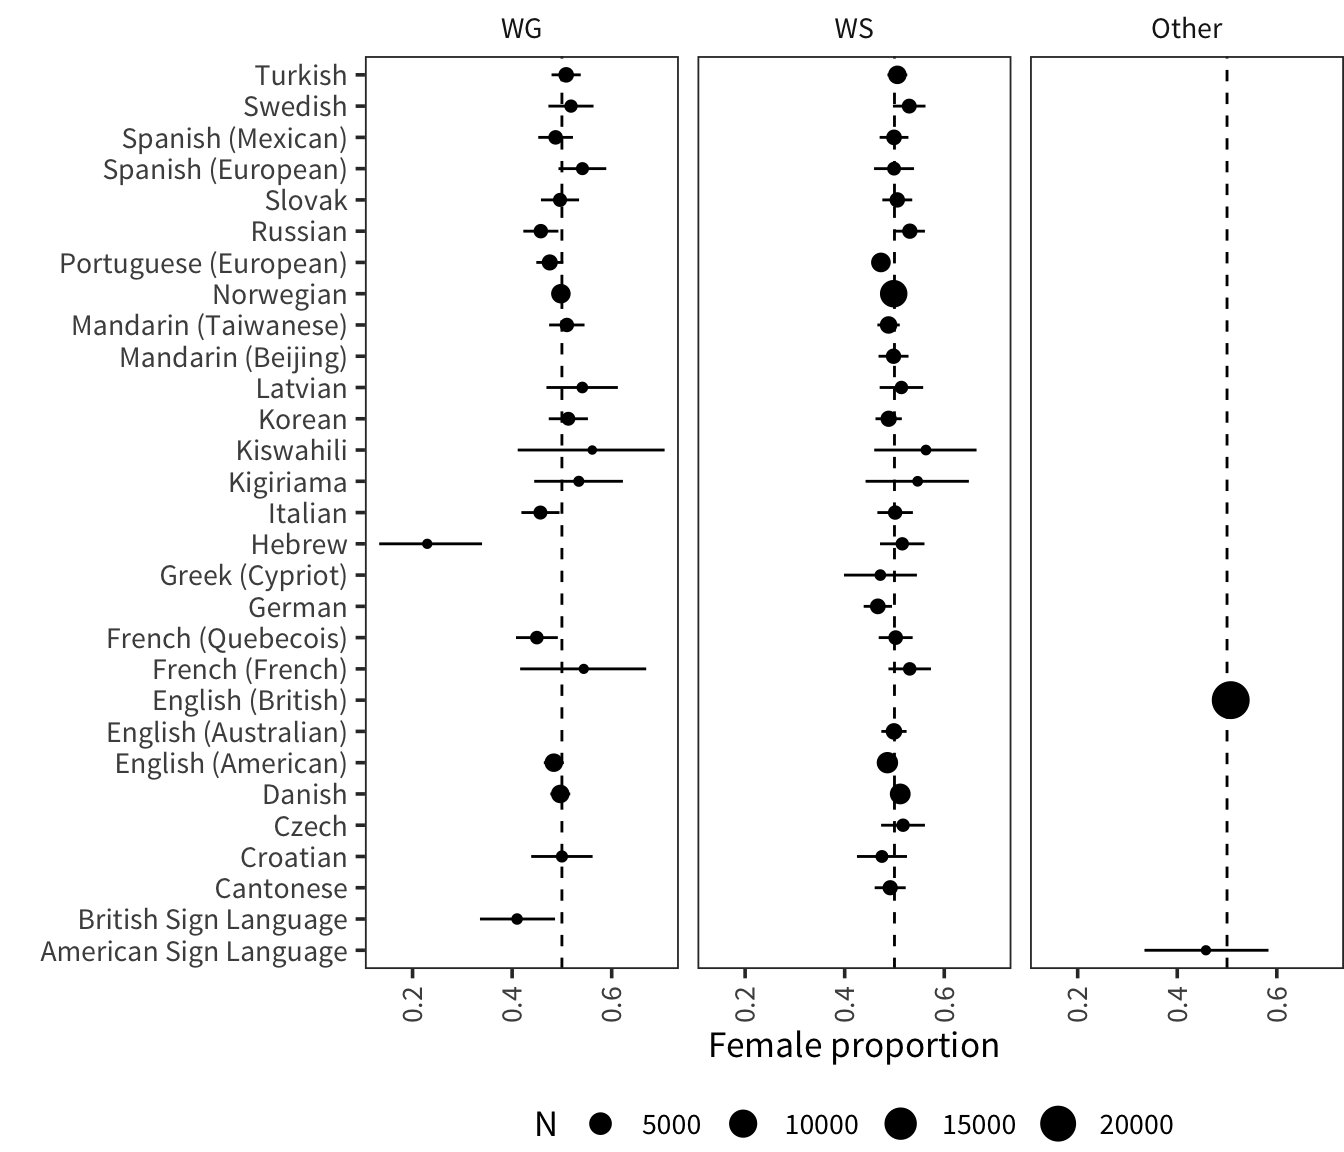 WG WS Other
Turkish
Swedish
Spanish (Mexican)
Spanish (European)
Slovak
Russian
Portuguese (European)
Norwegian
Mandarin (Taiwanese)
Mandarin (Beijing)
Latvian
Korean
Kiswahili
Kigiriama
Italian
Hebrew
Greek (Cypriot)
German
French (Quebecois)
French (French)
English (British)
English (Australian)
English (American)
Danish
Czech
Croatian
Cantonese
British Sign Language
American Sign Language
0.2 0.4 0.6 0.2 0.4 0.6 0.2 0.4 0.6
Female proportion
N 5000 10000 15000 20000